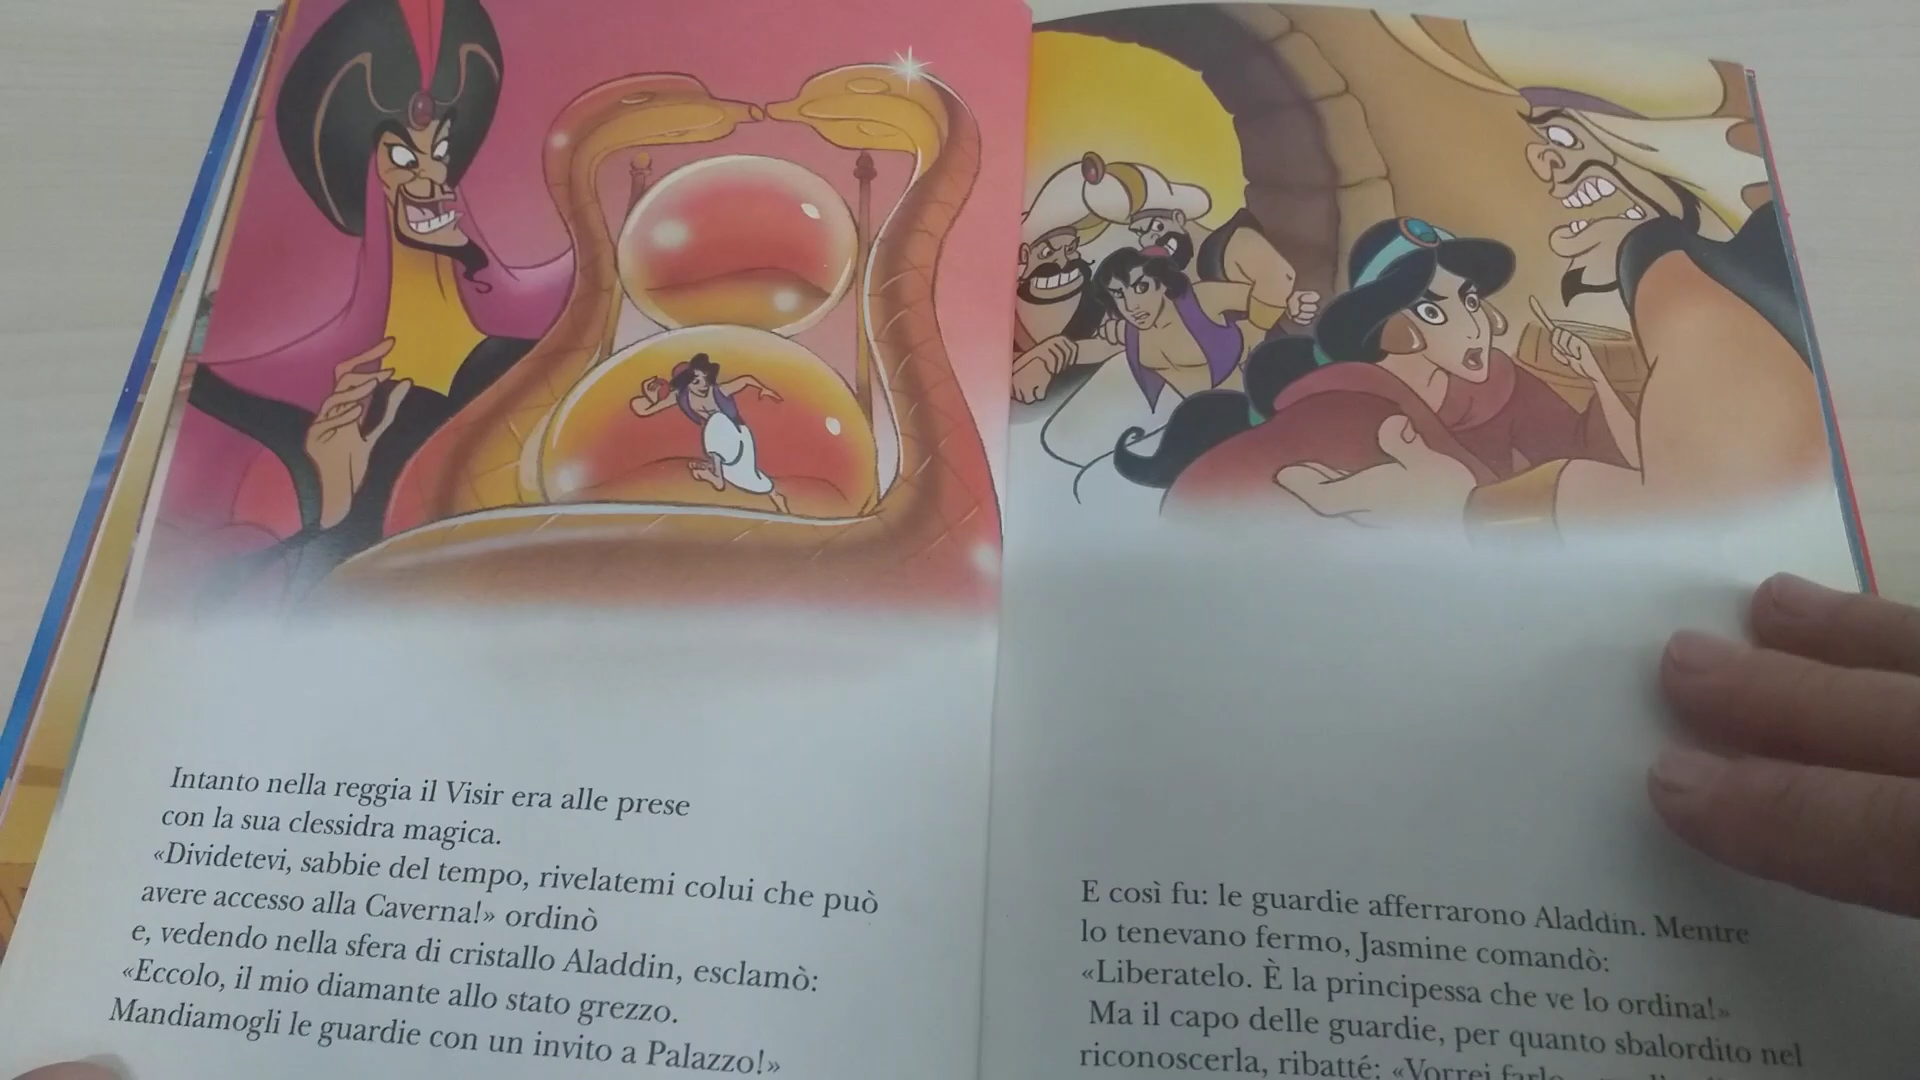 Intanto nella reggia il Visir era alle prese
con la sua clessidra magica.
«Dividetevi, sabbie del tempo, rivelatemi colui che può
avere accesso alla Caverna!» ordinò
e, vedendo nella sfera di cristallo Aladdin, esclamò:
«Eccolo, il mio diamante allo stato grezzo.
Mandiamogli le guardie con un invito a Palazzo!»
E così fu: le guardie afferrarono Aladdin. Mentre
lo tenevano fermo, Jasmine comandò:
«Liberatelo. È la principessa che ve lo ordina!»
Ma il capo delle guardie, per quanto sbalordito nel
riconoscerla, ribatté: «Vorrei farlo